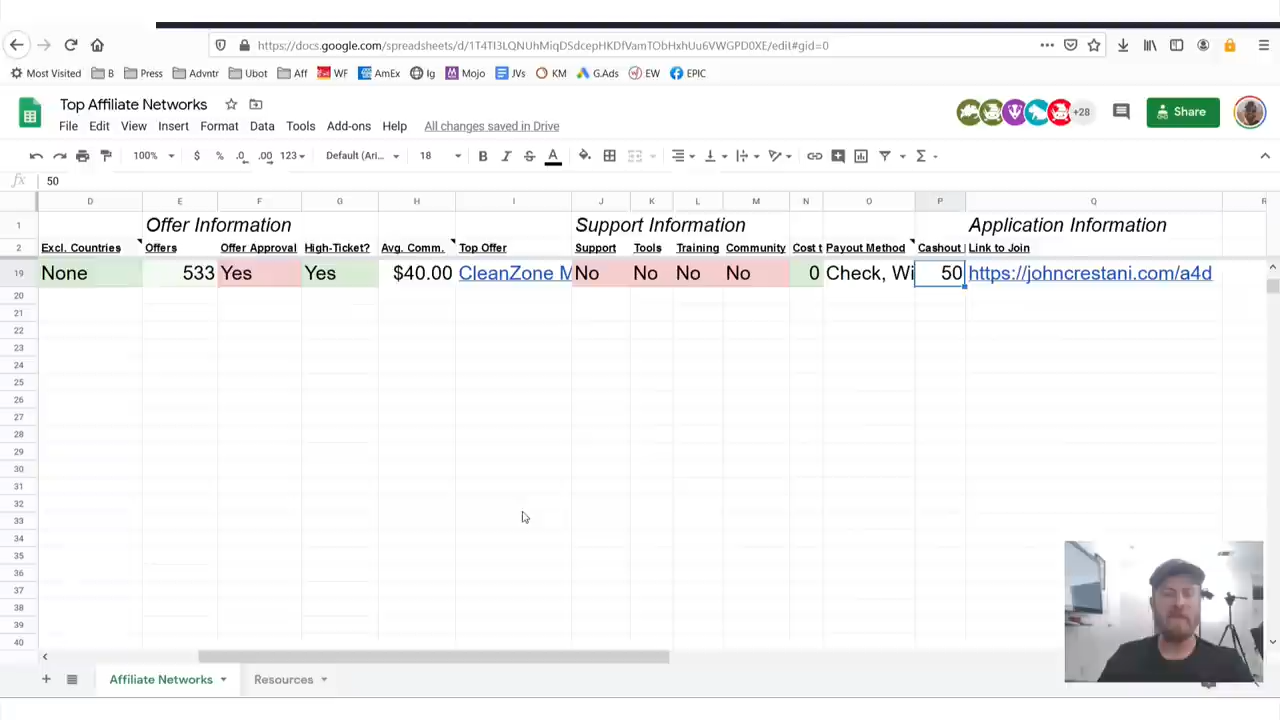 https://docs.google.com/spreadsheets/d/1T4TI3LQNUhMiqDSdcepHKDfVamTObHxhUu6VWGPD0XE/edit#gid=0
Most Visited B Press Advntr Ubot Aff WF AmEx Ig Mojo JVs KM G.Ads EW EPIC
Top Affiliate Networks
+28
Share
File Edit View Insert Format Data Tools Add-ons Help All changes saved in Drive
100% $ % .0 .00 123 Default (Ari... 18 B I S A
fx 50
D E F G H I J K L M N O P Q R
1 Offer Information Support Information Application Information
2 Excl. Countries Offers Offer Approval High-Ticket? Avg. Comm. Top Offer Support Tools Training Community Cost t Payout Method Cashout Link to Join
19 None 533 Yes Yes $40.00 CleanZone M No No No No 0 Check, Wi 50 https://johncrestani.com/a4d
20
21
22
23
24
25
26
27
28
29
30
31
32
33
34
35
36
37
38
39
40
Affiliate Networks Resources